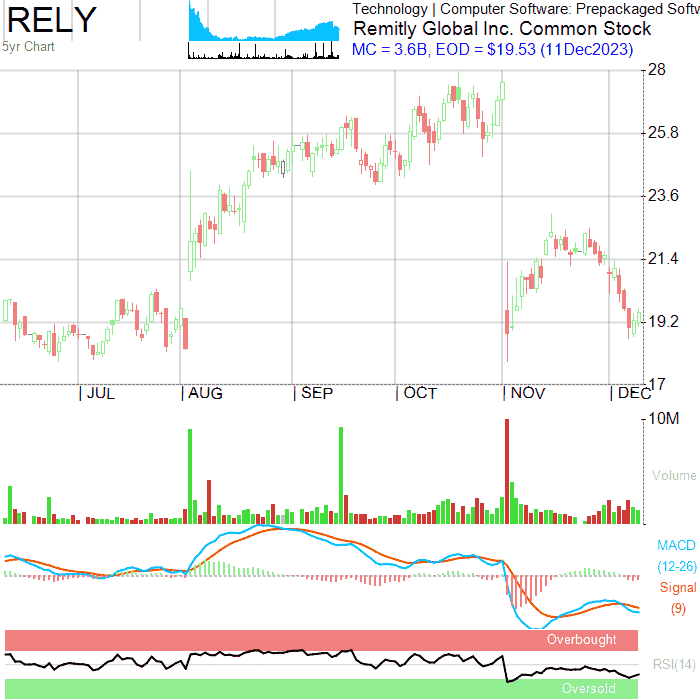 RELY
5yr Chart
Technology | Computer Software: Prepackaged Softw
Remitly Global Inc. Common Stock
MC = 3.6B, EOD = $19.53 (11Dec2023)
28
25.8
23.6
21.4
19.2
17
JUL AUG SEP OCT NOV DEC
10M
Volume
MACD
(12-26)
Signal
(9)
Overbought
RSI(14)
Oversold